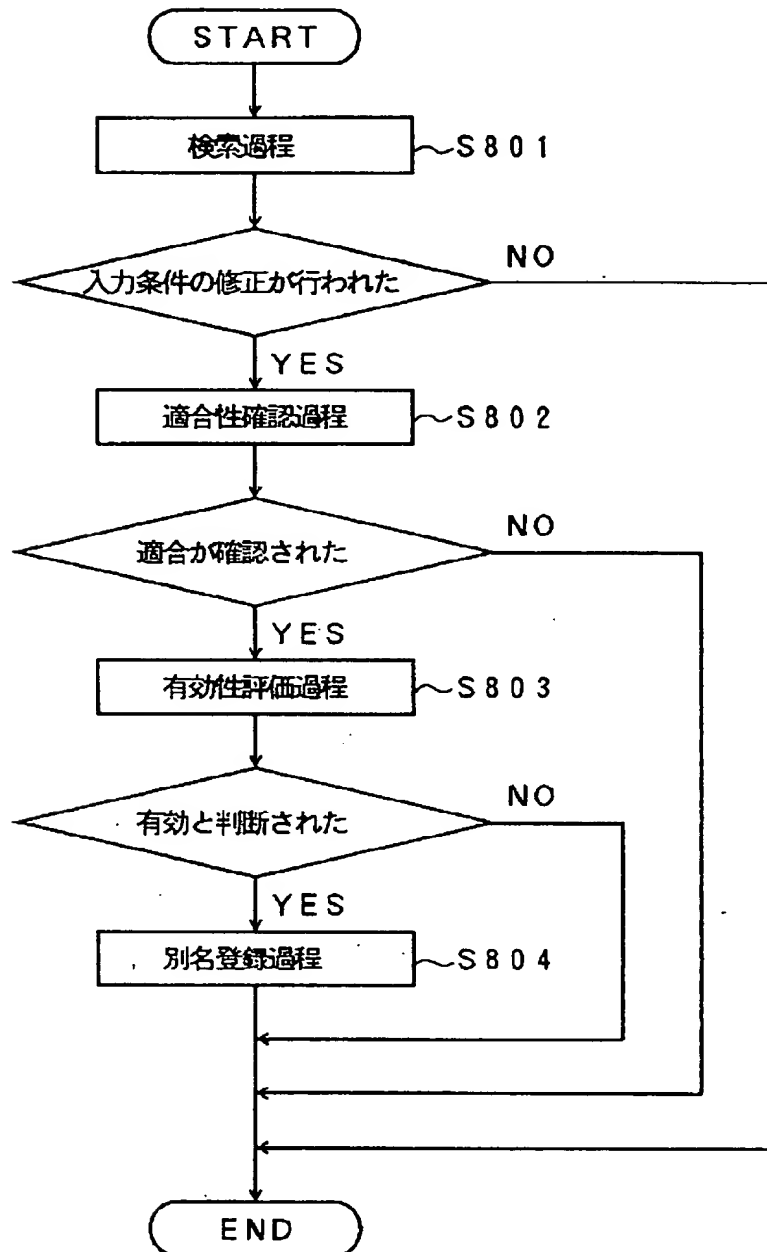 START
検索過程
S801
入力条件の修正が行われた
NO
YES
適合性確認過程
S802
適合が確認された
NO
YES
有効性評価過程
S803
有効と判断された
NO
YES
別名登録過程
S804
END